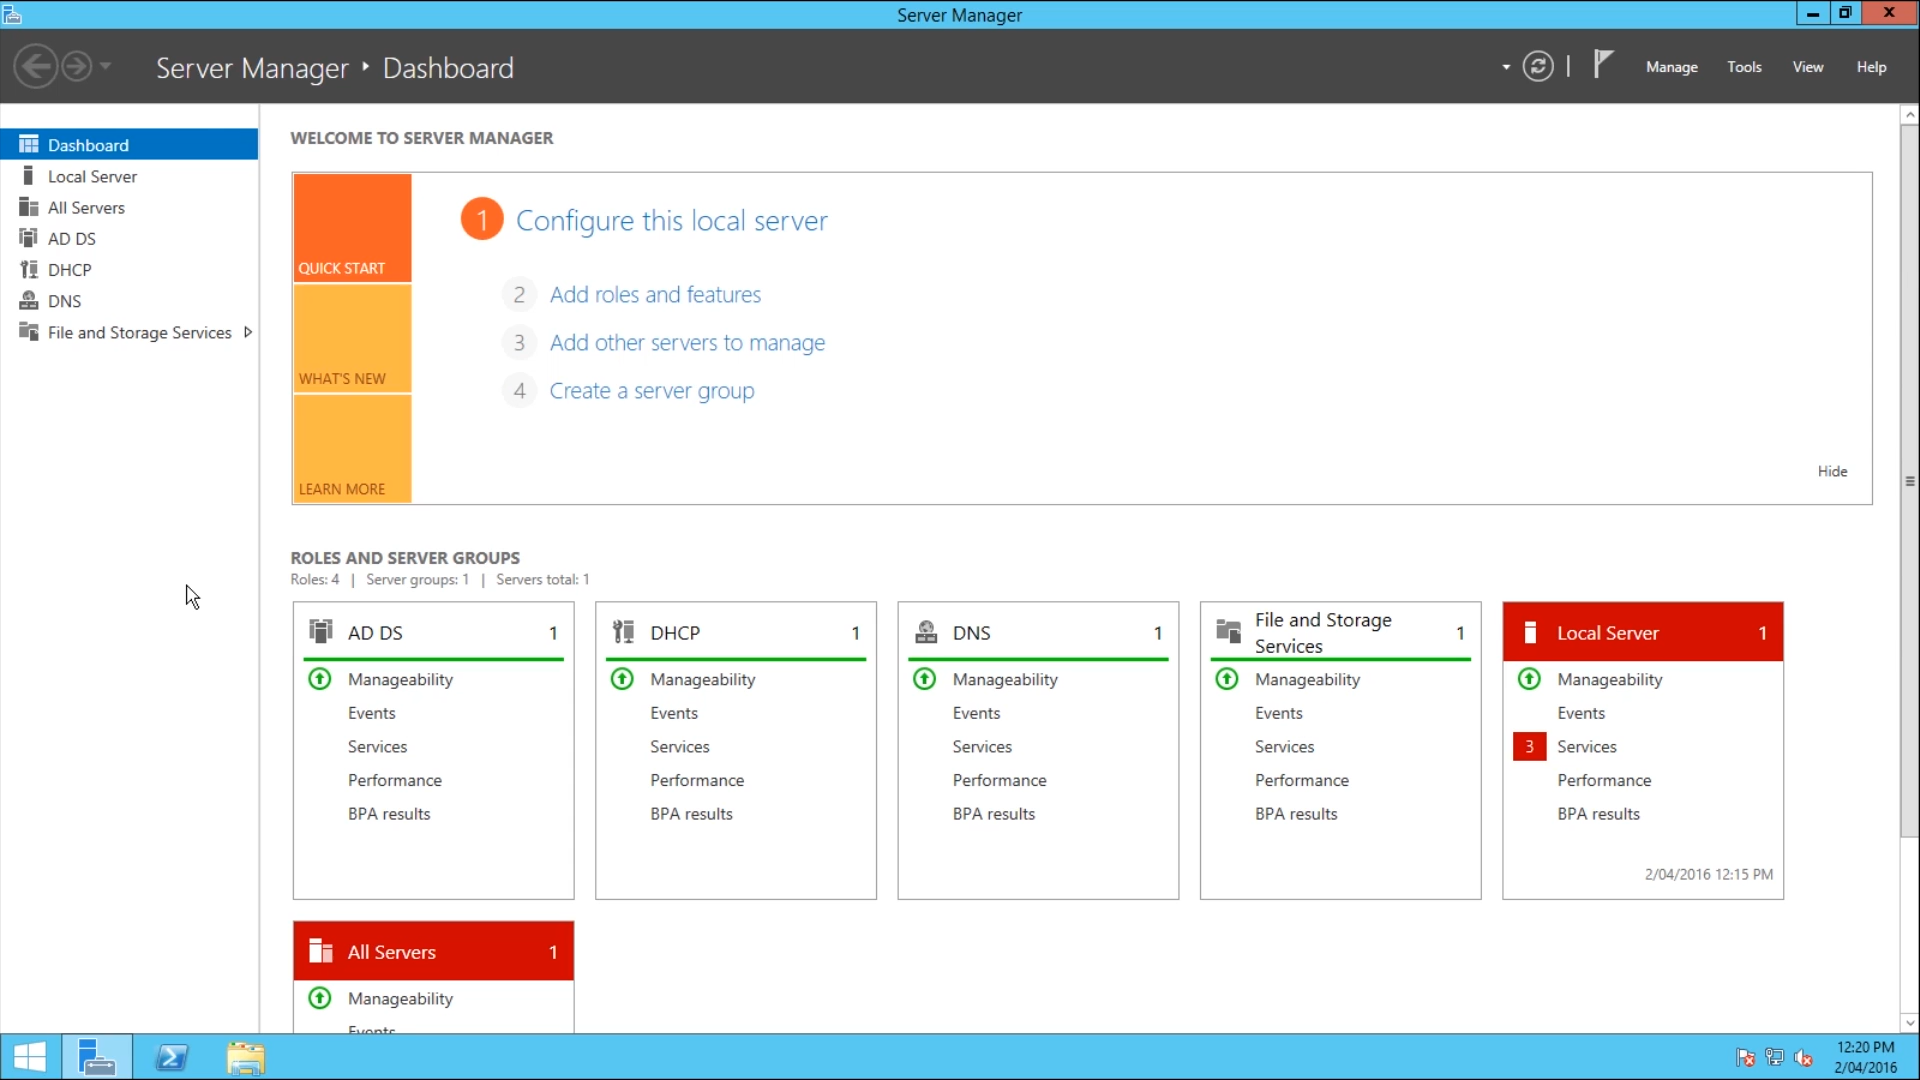 Server Manager
Server Manager ‣ Dashboard
Manage
Tools
View
Help
Dashboard
Local Server
All Servers
AD DS
DHCP
DNS
File and Storage Services
WELCOME TO SERVER MANAGER
QUICK START
WHAT'S NEW
LEARN MORE
1 Configure this local server
2 Add roles and features
3 Add other servers to manage
4 Create a server group
Hide
ROLES AND SERVER GROUPS
Roles: 4 | Server groups: 1 | Servers total: 1
AD DS 1
Manageability
Events
Services
Performance
BPA results
DHCP 1
Manageability
Events
Services
Performance
BPA results
DNS 1
Manageability
Events
Services
Performance
BPA results
File and Storage
Services 1
Manageability
Events
Services
Performance
BPA results
Local Server 1
Manageability
Events
3 Services
Performance
BPA results
2/04/2016 12:15 PM
All Servers 1
Manageability
Events
12:20 PM
2/04/2016